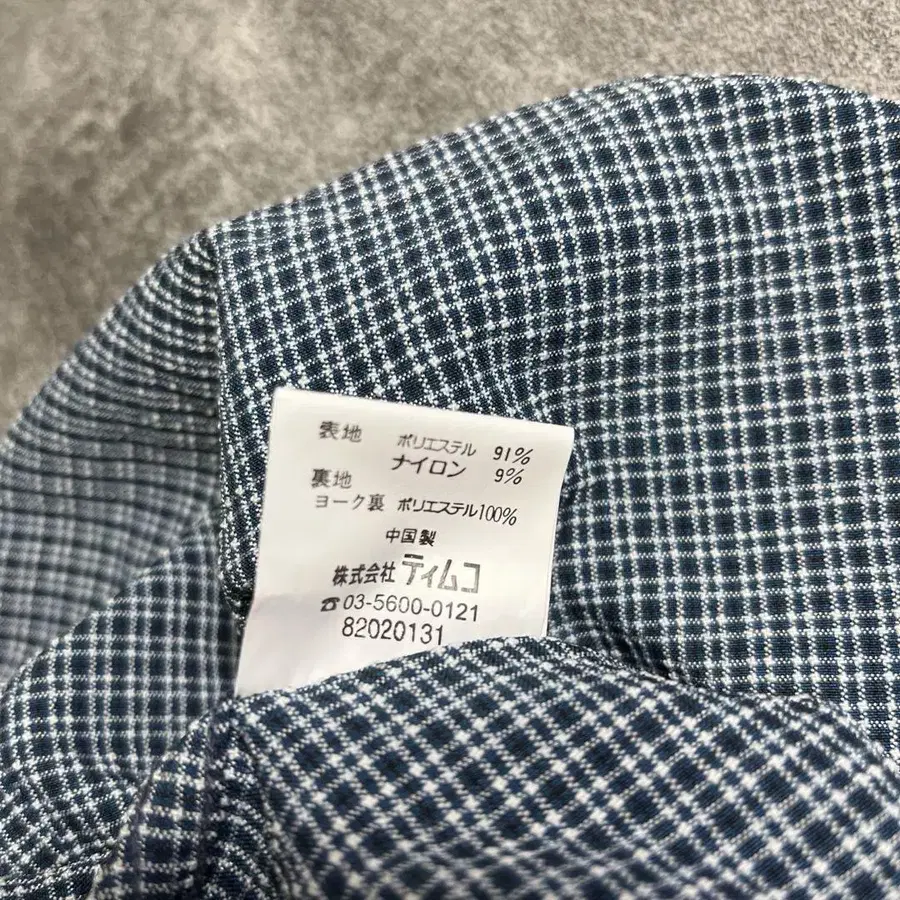 表地 ポリエステル 91%
ナイロン 9%
裏地
ヨーク裏 ポリエステル100%
中国製
株式会社 ティムコ
☎03-5600-0121
82020131